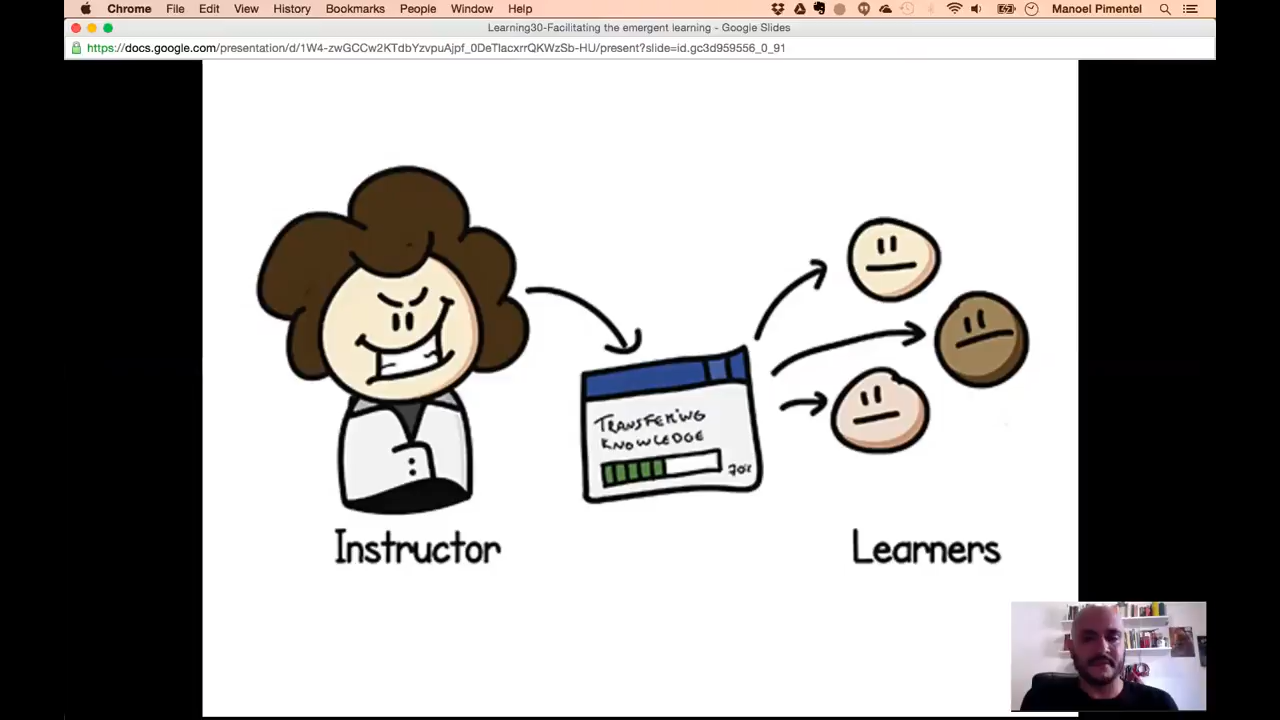 Chrome File Edit View History Bookmarks People Window Help Manoel Pimentel
Learning30-Facilitating the emergent learning - Google Slides
https://docs.google.com/presentation/d/1W4-zwGCCw2KTdbYzvpuAjpf_0DeTlacxrrQKWzSb-HU/present?slide=id.gc3d959556_0_91
TRANSFERING
KNOWLEDGE
70%
Instructor
Learners